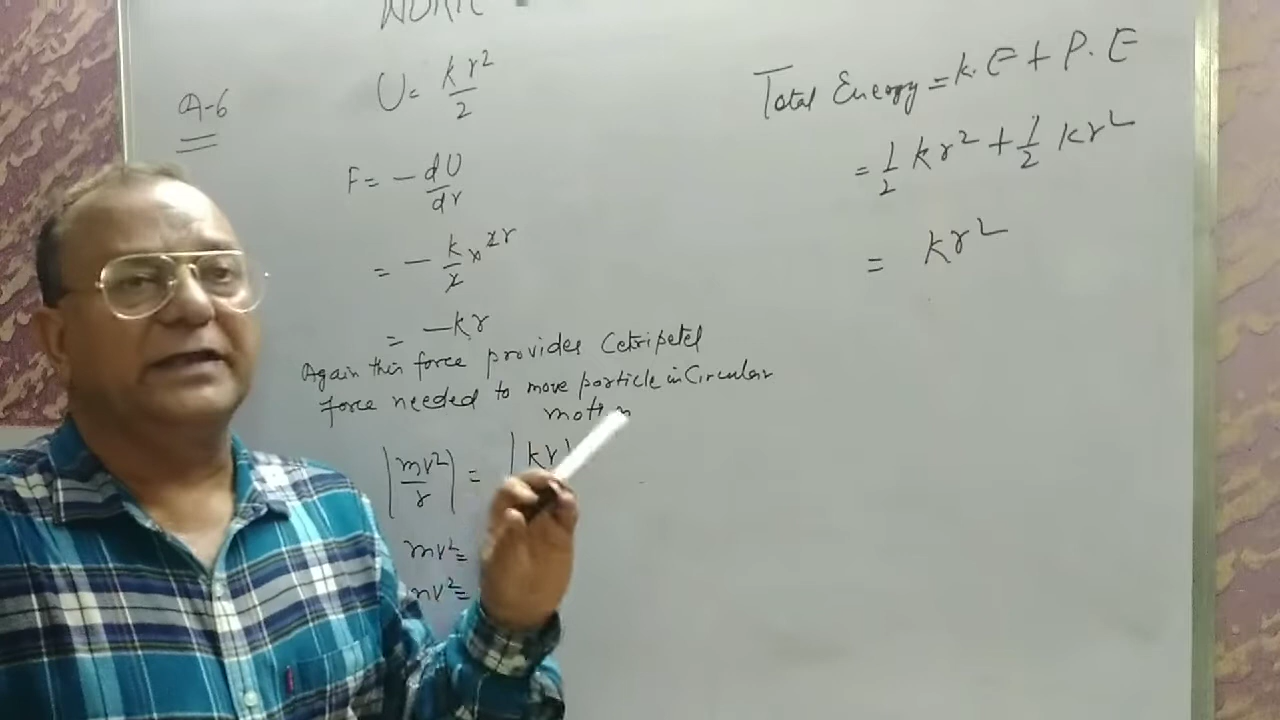 Q-6
U = kr²/2
F = - dU/dr
= - k/2 x 2r
= - kr
Again this force provides Cetripetel
force needed to move particle in Circular
motion
|mv²/r| = |kr|
mv² =
mv² =
Total Energy = K.E + P.E
= 1/2 kr² + 1/2 kr²
= kr²